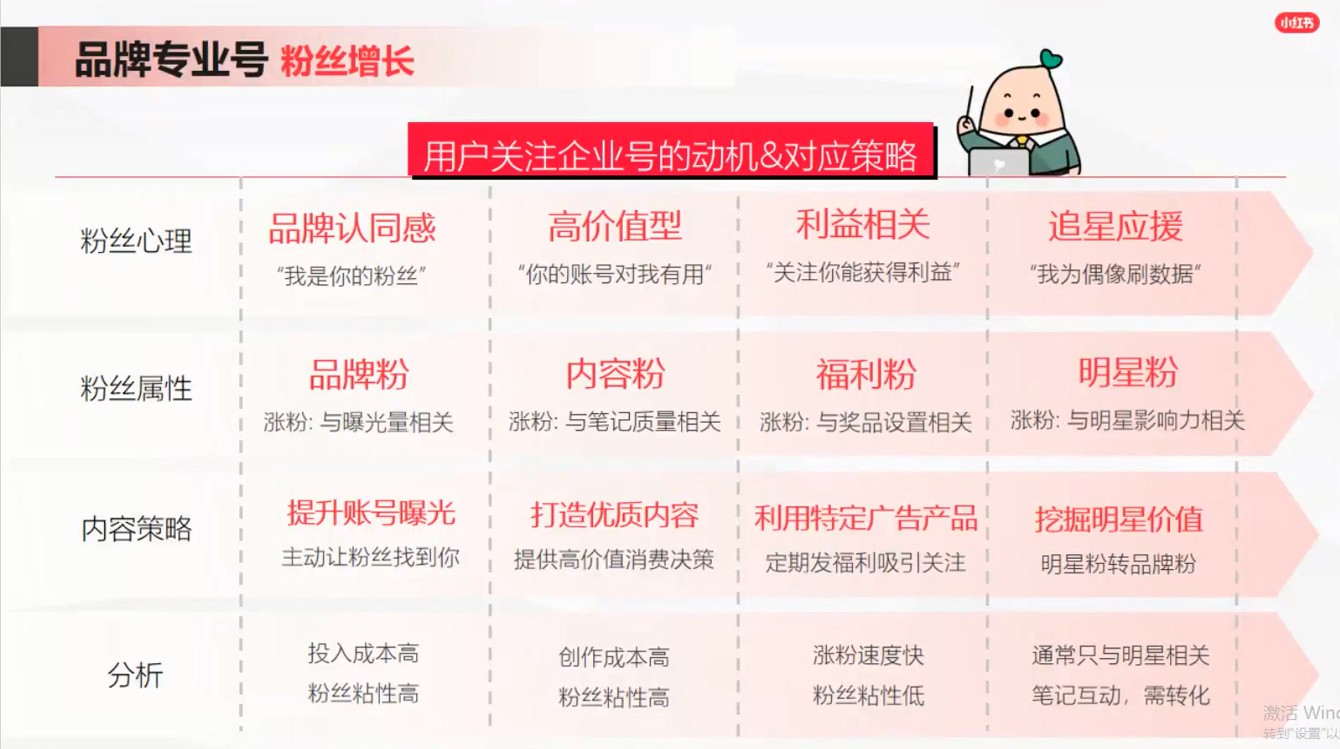 小红书
品牌专业号 粉丝增长
用户关注企业号的动机&对应策略
粉丝心理
品牌认同感
“我是你的粉丝”
高价值型
“你的账号对我有用“
利益相关
“关注你能获得利益”
追星应援
“我为偶像刷数据”
粉丝属性
品牌粉
涨粉: 与曝光量相关
内容粉
涨粉: 与笔记质量相关
福利粉
涨粉: 与奖品设置相关
明星粉
涨粉: 与明星影响力相关
内容策略
提升账号曝光
主动让粉丝找到你
打造优质内容
提供高价值消费决策
利用特定广告产品
定期发福利吸引关注
挖掘明星价值
明星粉转品牌粉
分析
投入成本高
粉丝粘性高
创作成本高
粉丝粘性高
涨粉速度快
粉丝粘性低
通常只与明星相关
笔记互动，需转化
激活 Wind
转到“设置”以